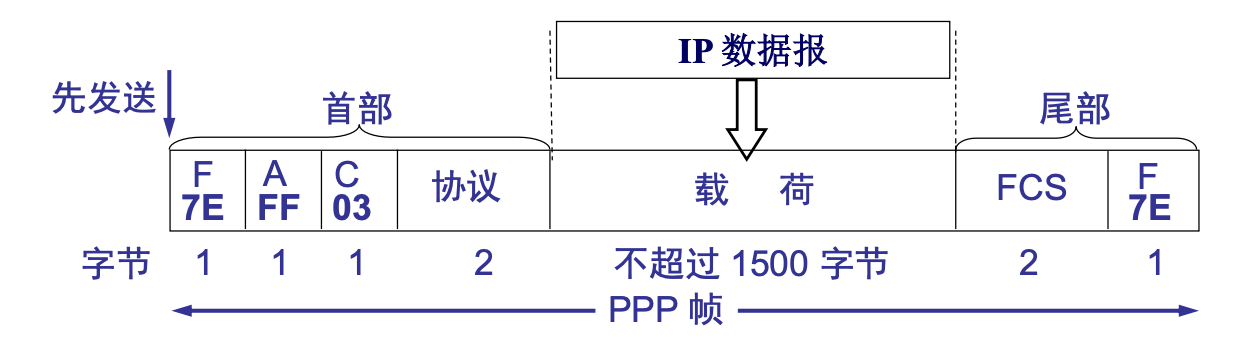 IP 数据报
先发送
首部
尾部
F A C 协议 载 荷 FCS F
7E FF 03 7E
字节 1 1 1 2 不超过 1500 字节 2 1
PPP 帧